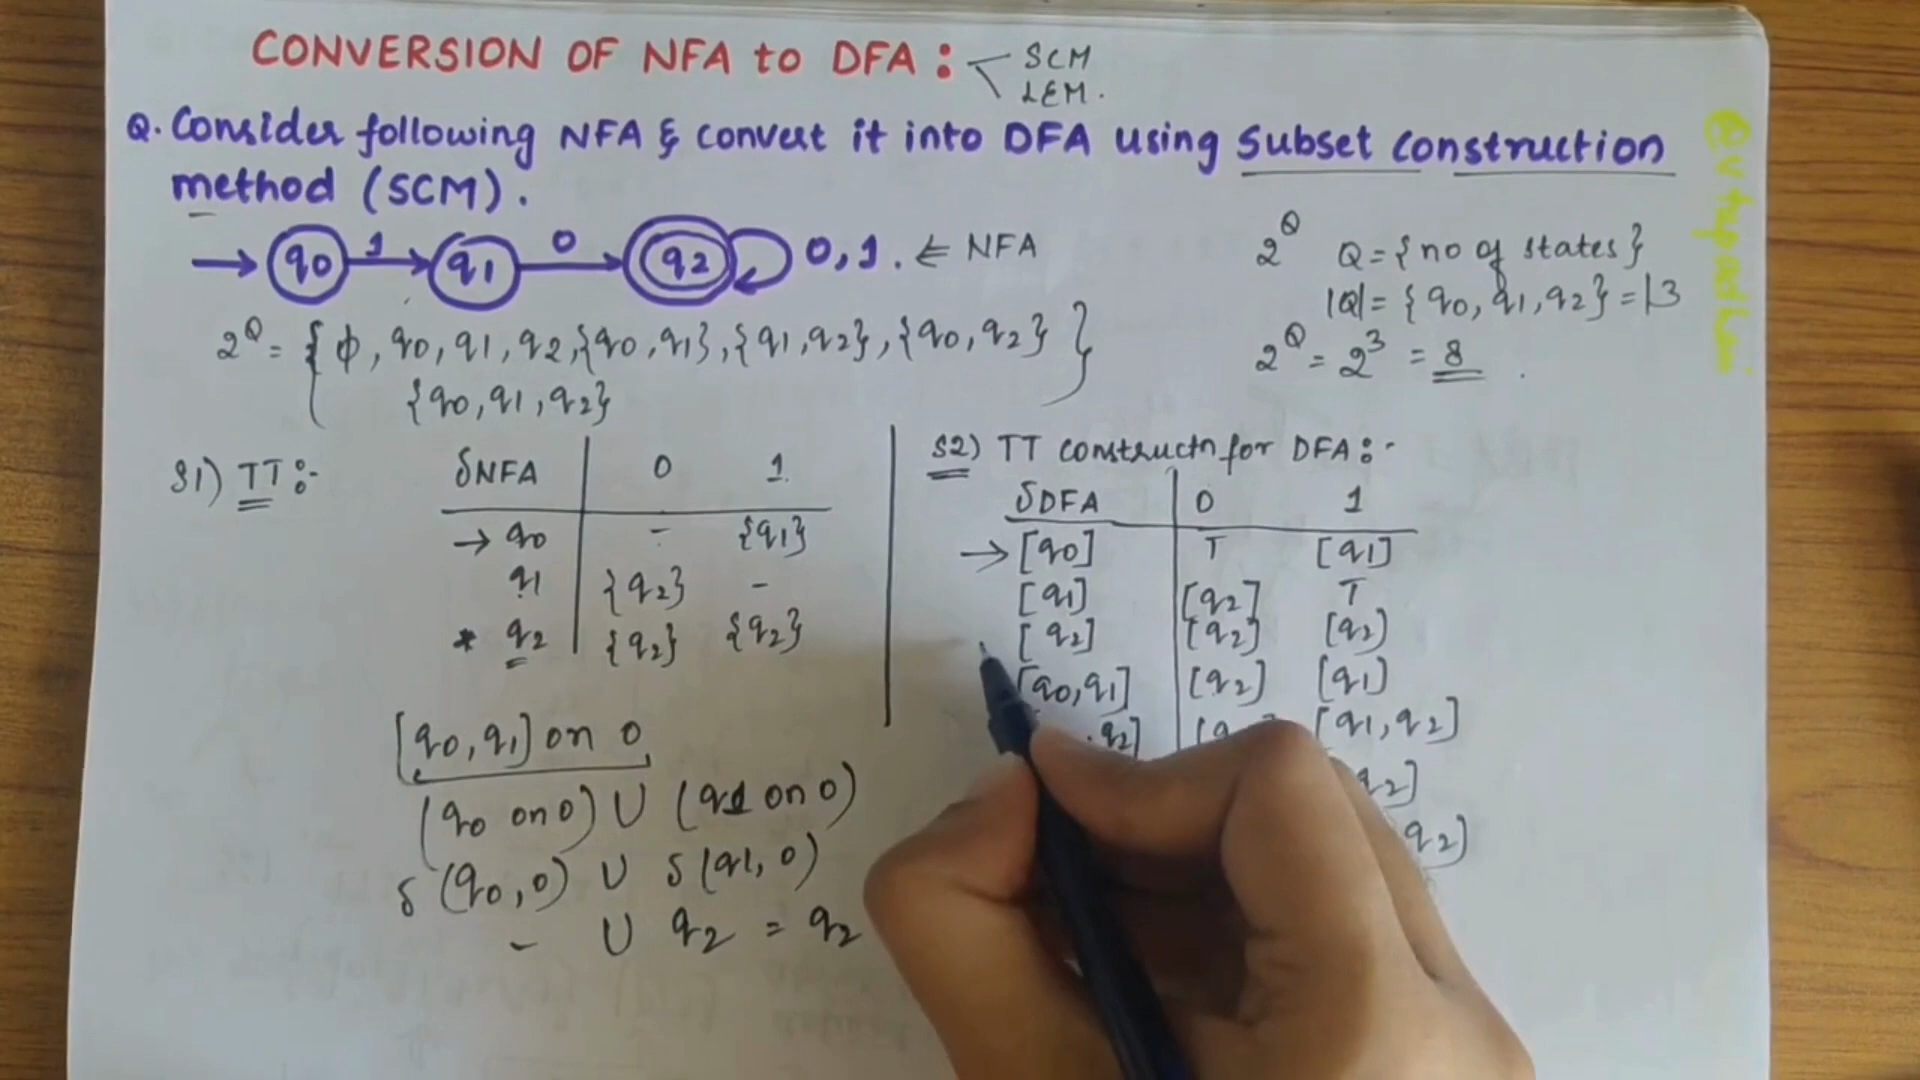 CONVERSION OF NFA to DFA :
SCM
LEM.
Q. Consider following NFA & convert it into DFA using subset construction
method (SCM).
q0 1 q1 0 q2 0,1. ⇐ NFA
2^Q Q = {no of states}
|Q| = {q0, q1, q2} = |3
2^Q = 2^3 = 8
2^Q = { ϕ, q0, q1, q2, {q0, q1}, {q1, q2}, {q0, q2} }
{q0, q1, q2}
S1) TT :-
δNFA 0 1
→ q0 - {q1}
q1 {q2} -
* q2 {q2} {q2}
[q0, q1] on 0
(q0 on 0) ∪ (q1 on 0)
δ (q0, 0) ∪ δ (q1, 0)
- ∪ q2 = q2
S2) TT constructn for DFA :-
δDFA 0 1
→ [q0] T [q1]
[q1] [q2] T
[q2] [q2] [q2]
[q0, q1] [q2] [q1]
q2] [q1, q2]
q2]
q2]